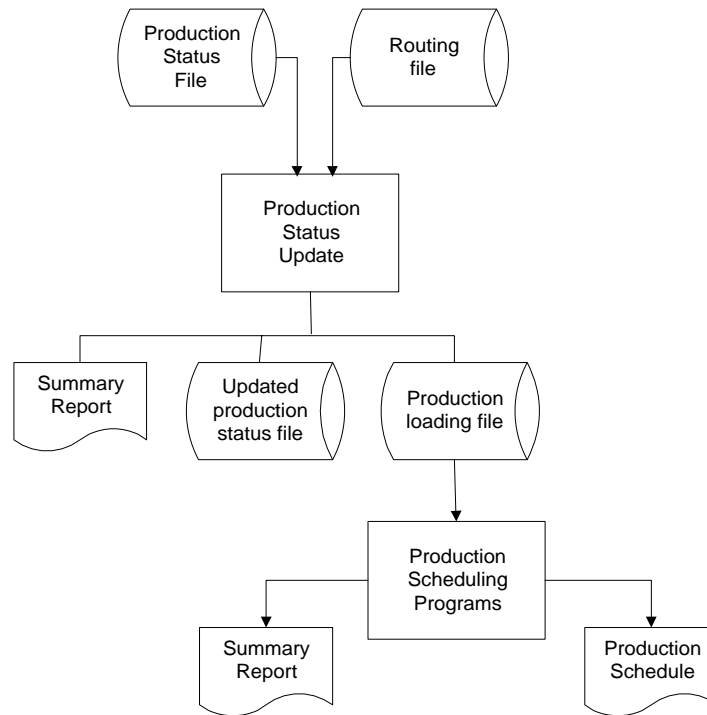 Production
Status
File
Routing
file
Production
Status
Update
Summary
Report
Updated
production
status file
Production
loading file
Production
Scheduling
Programs
Summary
Report
Production
Schedule